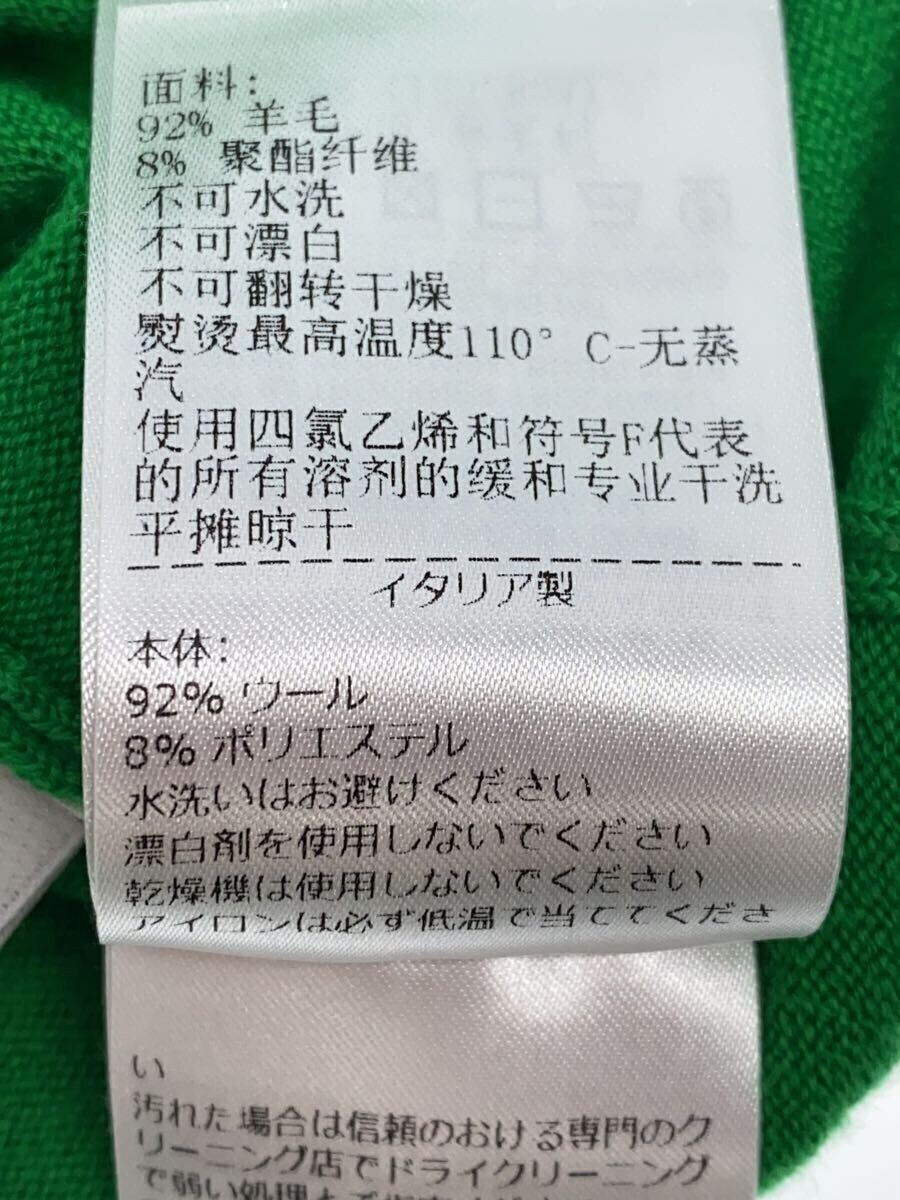 面料:
92% 羊毛
8% 聚酯纤维
不可水洗
不可漂白
不可翻转干燥
熨烫最高温度110° C-无蒸
汽
使用四氯乙烯和符号F代表
的所有溶剂的缓和专业干洗
平摊晾干
イタリア製
本体:
92% ウール
8% ポリエステル
水洗いはお避けください
漂白剤を使用しないでください
乾燥機は使用しないでください
アイロンは必ず低温で当ててくださ
い
汚れた場合は信頼のおける専門のク
リーニング店でドライクリーニング
で弱い処理